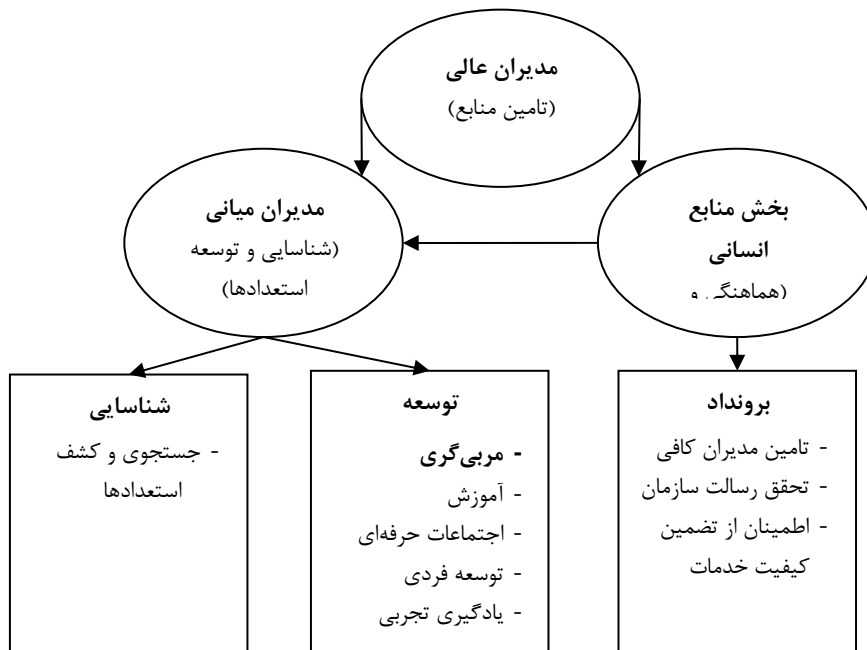 مدیران عالی
(تامین منابع)
بخش منابع
انسانی
(هماهنگی و
مدیران میانی
(شناسایی و توسعه
استعدادها)
برونداد
- تامین مدیران کافی
- تحقق رسالت سازمان
- اطمینان از تضمین
کیفیت خدمات
توسعه
- مربی‌گری
- آموزش
- اجتماعات حرفه‌ای
- توسعه فردی
- یادگیری تجربی
شناسایی
- جستجوی و کشف
استعدادها